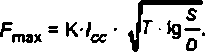 F_max = K·I_cc · √(T · lg S/D).